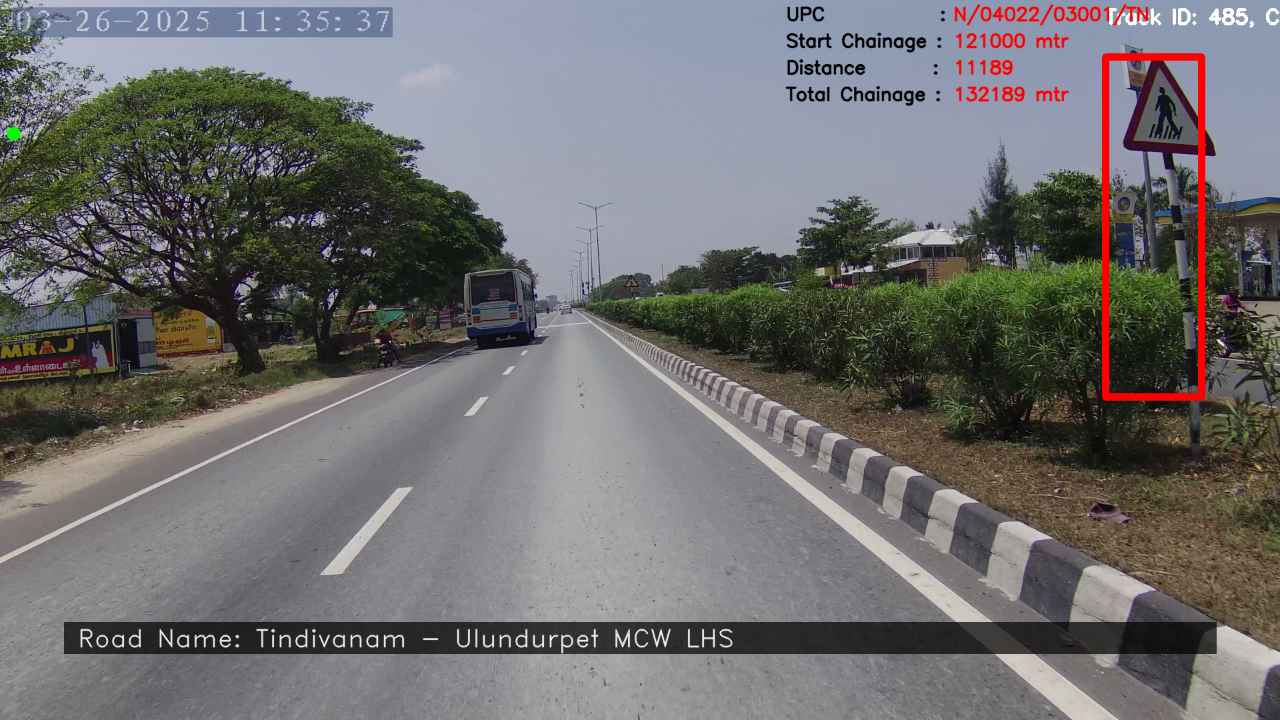 03-26-2025 11:35:37
UPC : N/04022/03001/TN
Track ID: 485, C
Start Chainage : 121000 mtr
Distance : 11189
Total Chainage : 132189 mtr
Road Name: Tindivanam - Ulundurpet MCW LHS